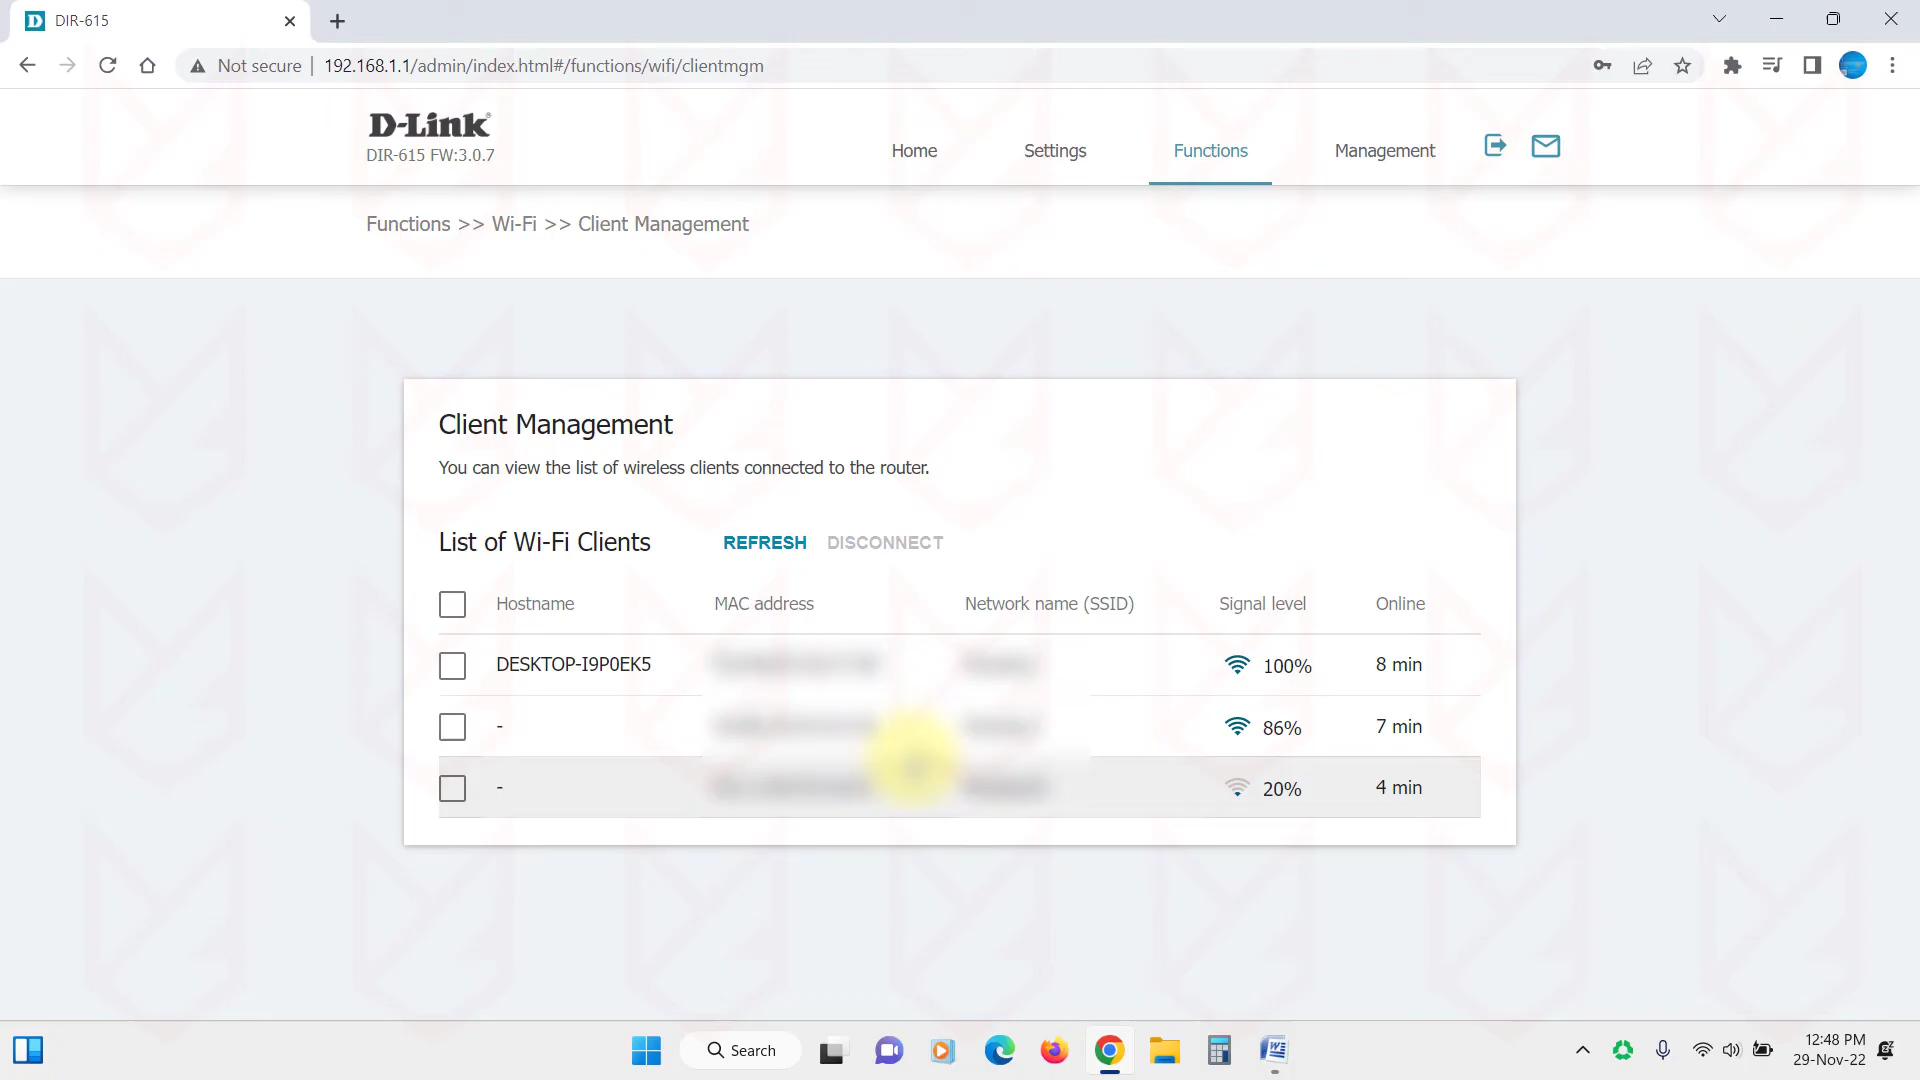 DIR-615
Not secure | 192.168.1.1/admin/index.html#/functions/wifi/clientmgm
D-Link
DIR-615 FW:3.0.7
Home Settings Functions Management
Functions >> Wi-Fi >> Client Management
Client Management
You can view the list of wireless clients connected to the router.
List of Wi-Fi Clients REFRESH DISCONNECT
Hostname MAC address Network name (SSID) Signal level Online
DESKTOP-I9P0EK5 100% 8 min
- 86% 7 min
- 20% 4 min
Search
12:48 PM
29-Nov-22